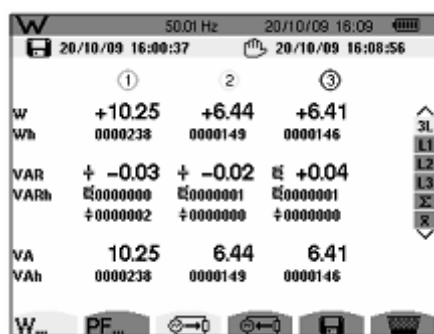 W 50.01 Hz 20/10/09 16:09
20/10/09 16:00:37 20/10/09 16:08:56
1 2 3
W +10.25 +6.44 +6.41
Wh 0000238 0000149 0000146
VAR -0.03 -0.02 +0.04
VARh 0000000 0000001 0000001
0000002 0000000 0000000
VA 10.25 6.44 6.41
VAh 0000238 0000149 0000146
3L
L1
L2
L3
Σ
W... PF...